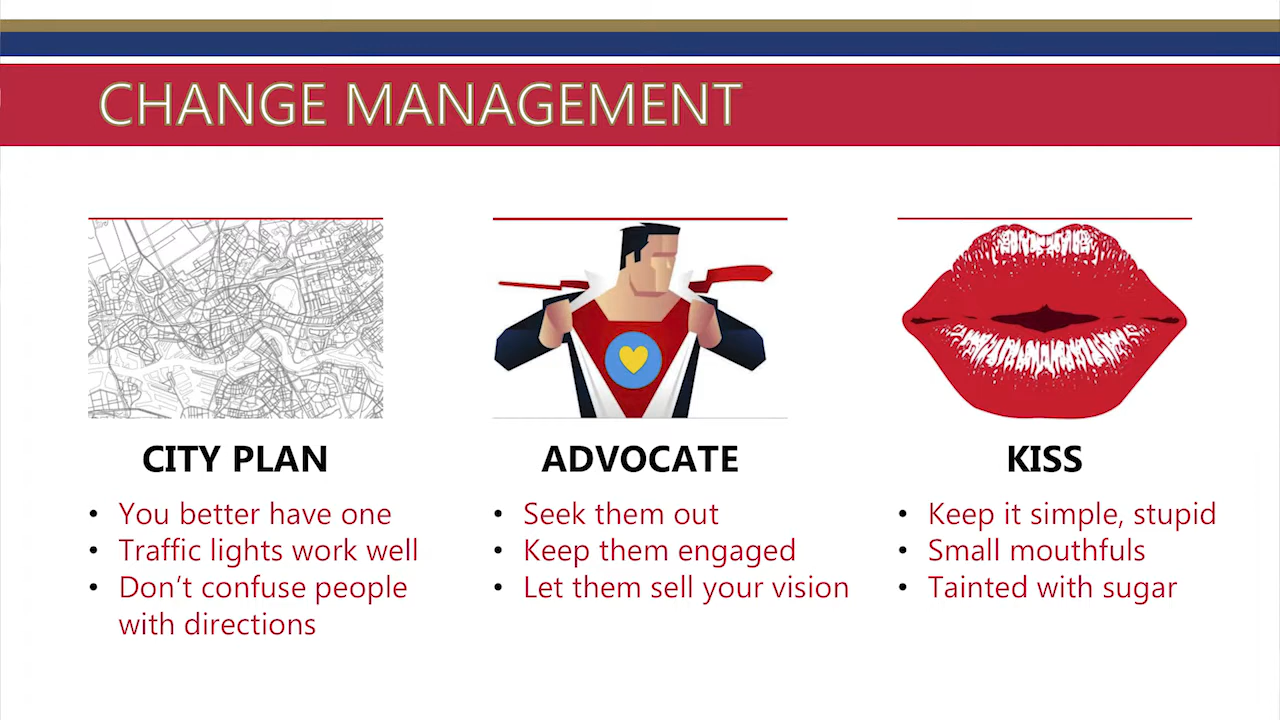 CHANGE MANAGEMENT
CITY PLAN
• You better have one
• Traffic lights work well
• Don’t confuse people
with directions
ADVOCATE
• Seek them out
• Keep them engaged
• Let them sell your vision
KISS
• Keep it simple, stupid
• Small mouthfuls
• Tainted with sugar